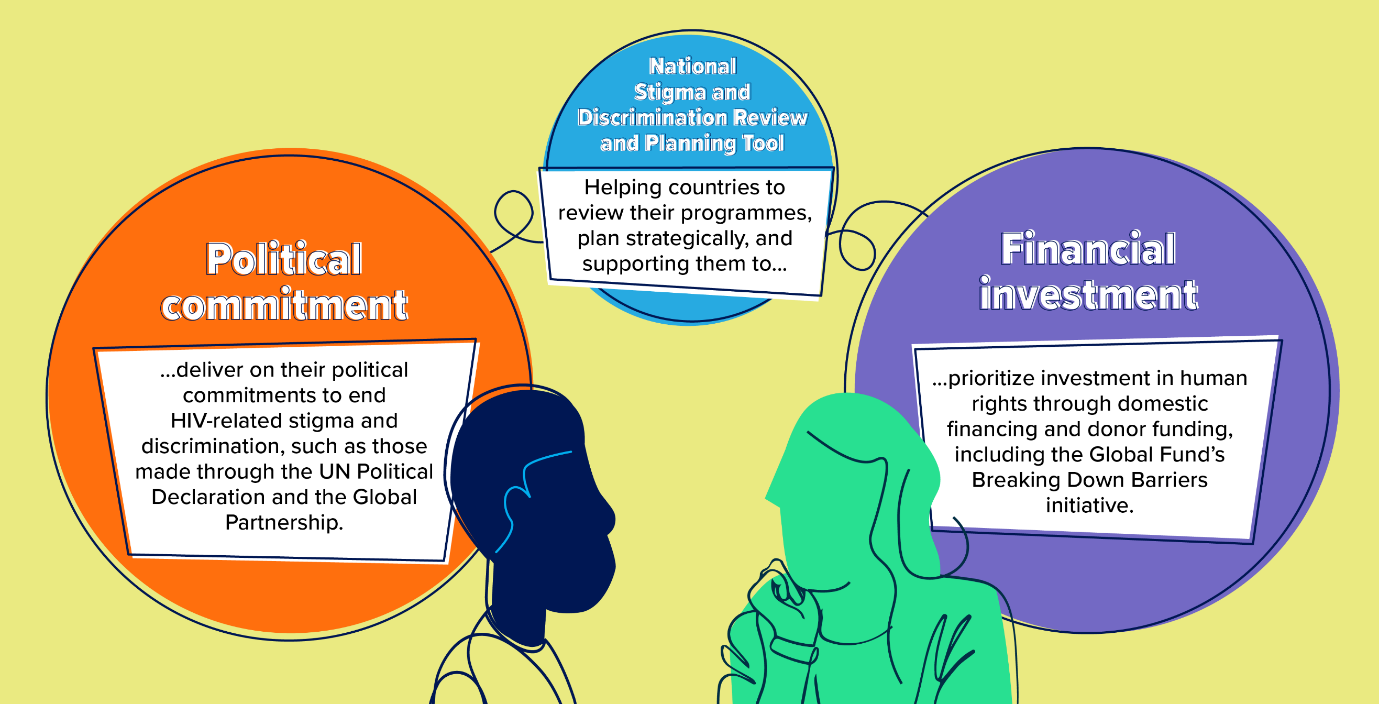 National
Stigma and
Discrimination Review
and Planning Tool
Helping countries to
review their programmes,
plan strategically, and
supporting them to...
Political
commitment
...deliver on their political
commitments to end
HIV-related stigma and
discrimination, such as those
made through the UN Political
Declaration and the Global
Partnership.
Financial
investment
...prioritize investment in human
rights through domestic
financing and donor funding,
including the Global Fund’s
Breaking Down Barriers
initiative.